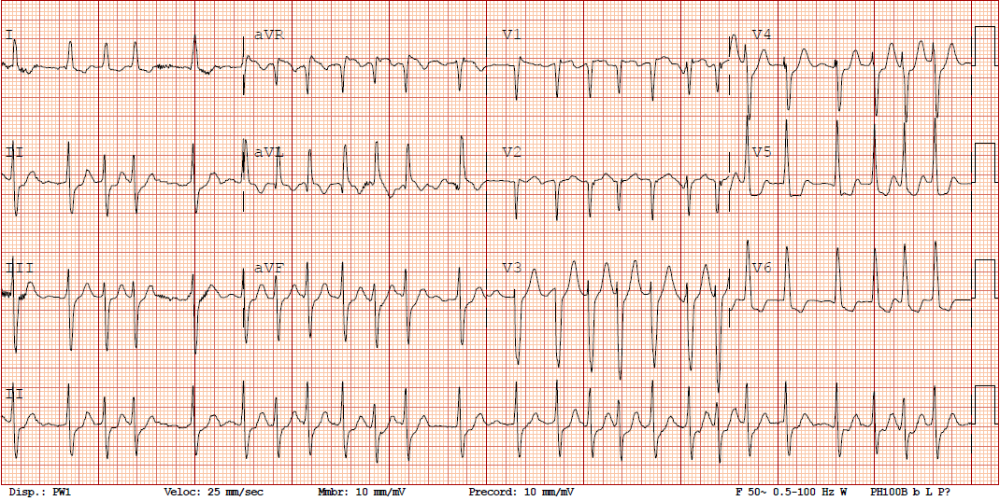 I aVR V1 V4
II aVL V2 V5
III aVF V3 V6
II
Disp.: PW1 Veloc: 25 mm/sec Mmbr: 10 mm/mV Precord: 10 mm/mV F 50~ 0.5-100 Hz W PH100B b L P?